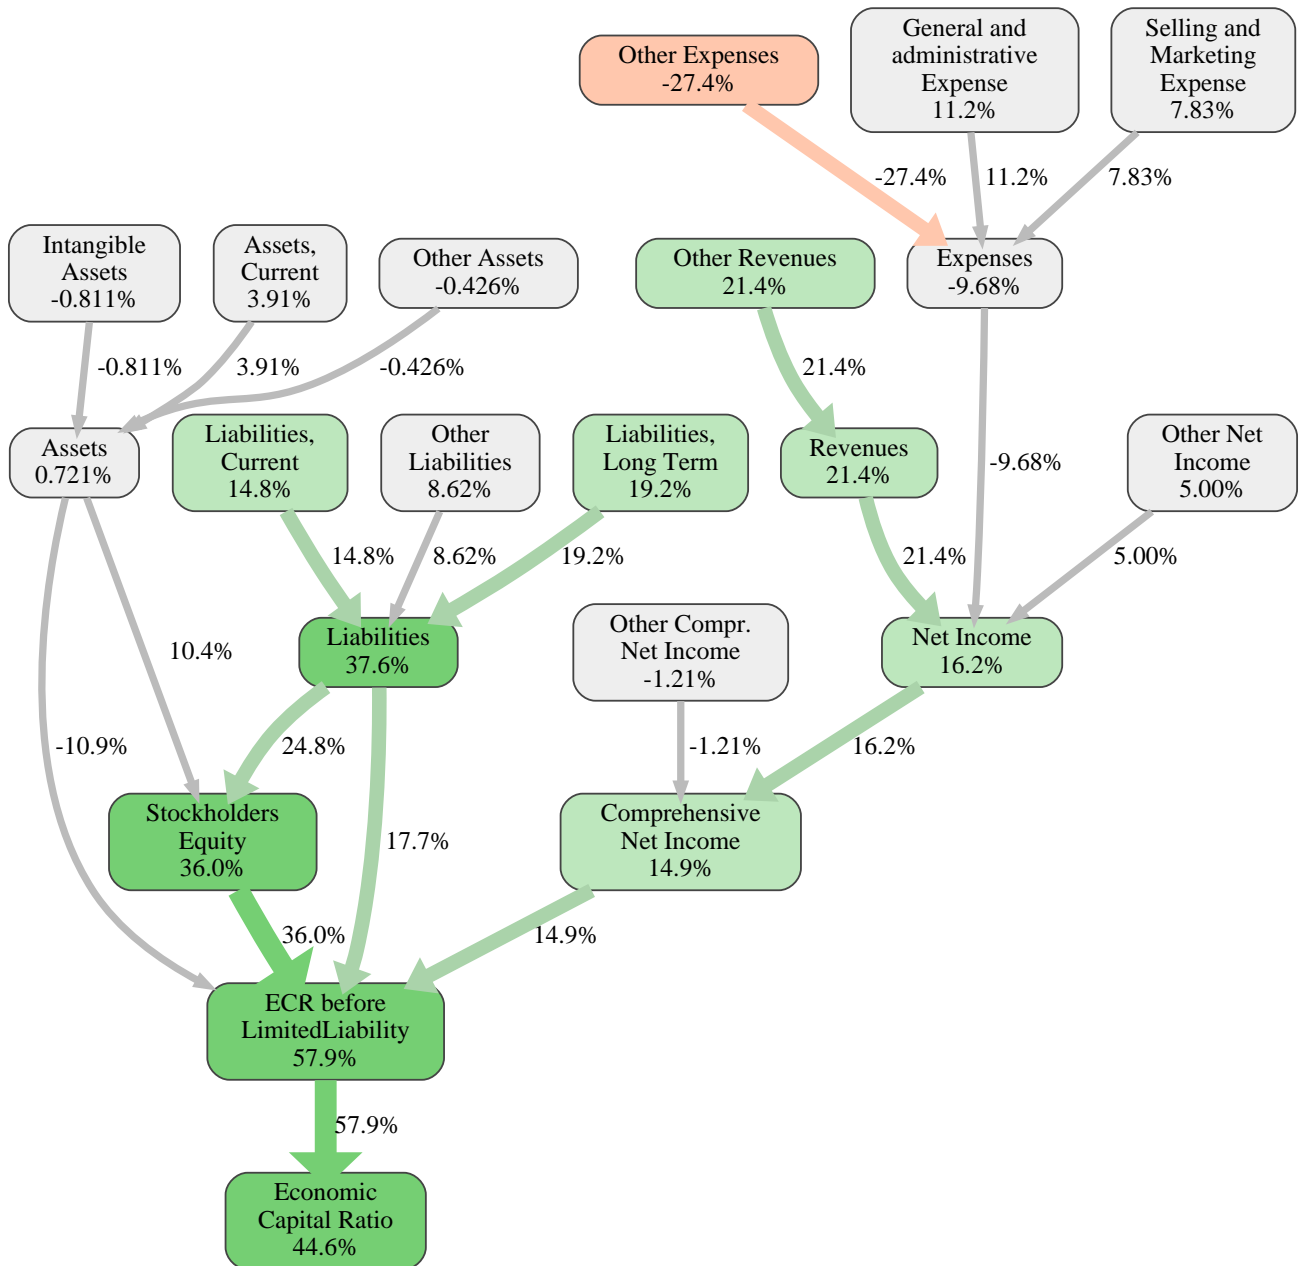 Other Expenses
-27.4%
General and
administrative
Expense
11.2%
Selling and
Marketing
Expense
7.83%
-27.4%
11.2%
7.83%
Intangible
Assets
-0.811%
Assets,
Current
3.91%
Other Assets
-0.426%
Other Revenues
21.4%
Expenses
-9.68%
-0.811%
3.91%
-0.426%
21.4%
Assets
0.721%
Liabilities,
Current
14.8%
Other
Liabilities
8.62%
Liabilities,
Long Term
19.2%
Revenues
21.4%
-9.68%
Other Net
Income
5.00%
14.8%
8.62%
19.2%
21.4%
5.00%
10.4%
Liabilities
37.6%
Other Compr.
Net Income
-1.21%
Net Income
16.2%
-10.9%
24.8%
-1.21%
16.2%
Stockholders
Equity
36.0%
17.7%
Comprehensive
Net Income
14.9%
36.0%
14.9%
ECR before
LimitedLiability
57.9%
57.9%
Economic
Capital Ratio
44.6%